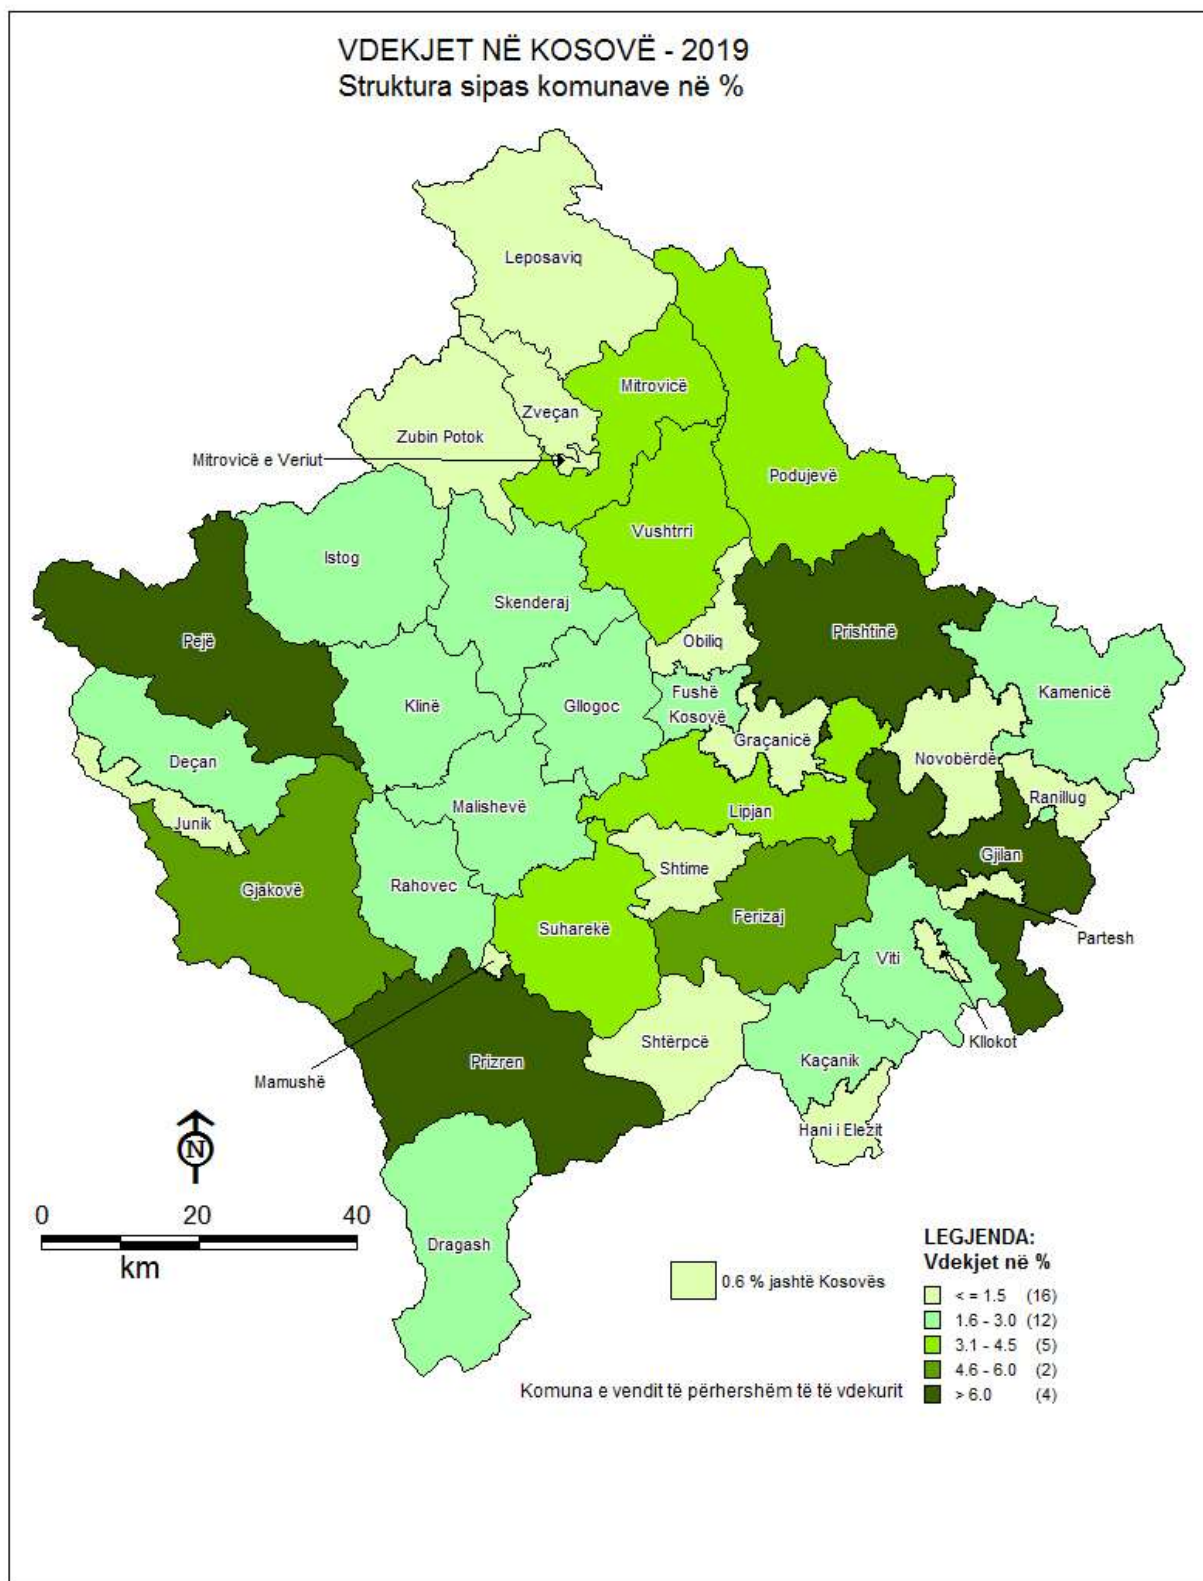 VDEKJET NË KOSOVË - 2019
Struktura sipas komunave në %
Leposaviq
Mitrovicë
Zveçan
Zubin Potok
Mitrovicë e Veriut
Podujevë
Vushtrri
Istog
Skenderaj
Pejë
Obiliq
Prishtinë
Fushë
Kosovë
Kamenicë
Klinë
Gllogoc
Graçanicë
Novobërdë
Deçan
Ranillug
Malishevë
Lipjan
Junik
Gjilan
Shtime
Gjakovë
Rahovec
Ferizaj
Suharekë
Partesh
Viti
Kllokot
Shtërpcë
Kaçanik
Prizren
Mamushë
Hani i Elezit
N
0 20 40
km
Dragash
0.6 % jashtë Kosovës
LEGJENDA:
Vdekjet në %
< = 1.5 (16)
1.6 - 3.0 (12)
3.1 - 4.5 (5)
4.6 - 6.0 (2)
> 6.0 (4)
Komuna e vendit të përhershëm të të vdekurit